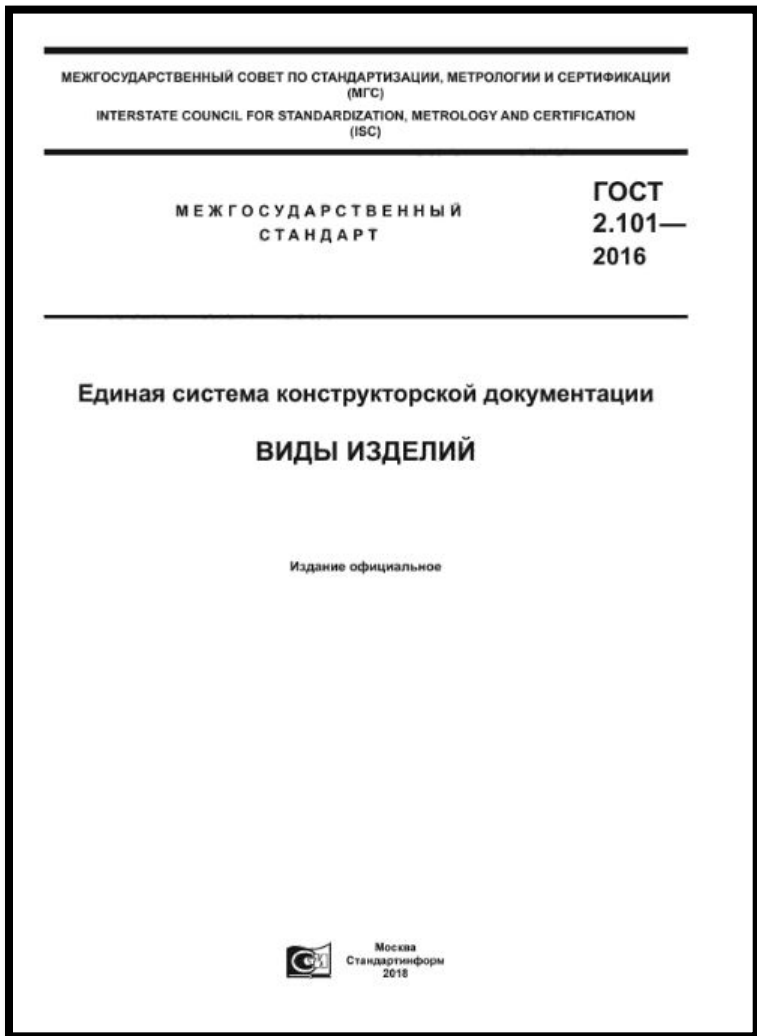 МЕЖГОСУДАРСТВЕННЫЙ СОВЕТ ПО СТАНДАРТИЗАЦИИ, МЕТРОЛОГИИ И СЕРТИФИКАЦИИ
(МГС)
INTERSTATE COUNCIL FOR STANDARDIZATION, METROLOGY AND CERTIFICATION
(ISC)
МЕЖГОСУДАРСТВЕННЫЙ
СТАНДАРТ
ГОСТ
2.101—
2016
Единая система конструкторской документации
ВИДЫ ИЗДЕЛИЙ
Издание официальное
Москва
Стандартинформ
2018